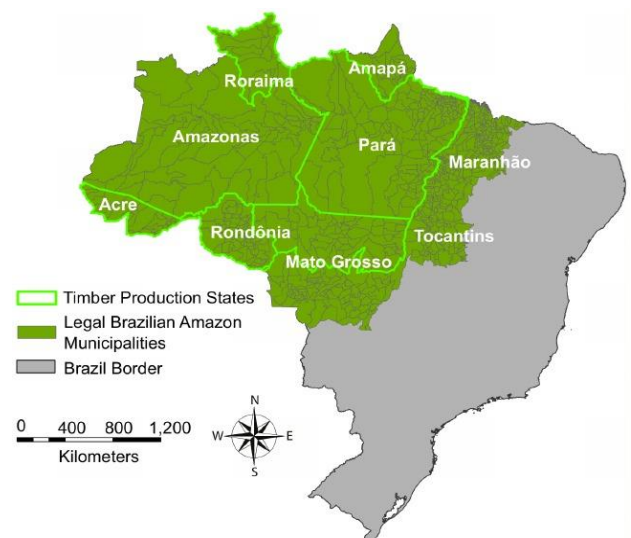 Roraima
Amapá
Amazonas
Pará
Maranhão
Acre
Rondônia
Tocantins
Mato Grosso
Timber Production States
Legal Brazilian Amazon
Municipalities
Brazil Border
0 400 800 1,200
Kilometers
N
W E
S